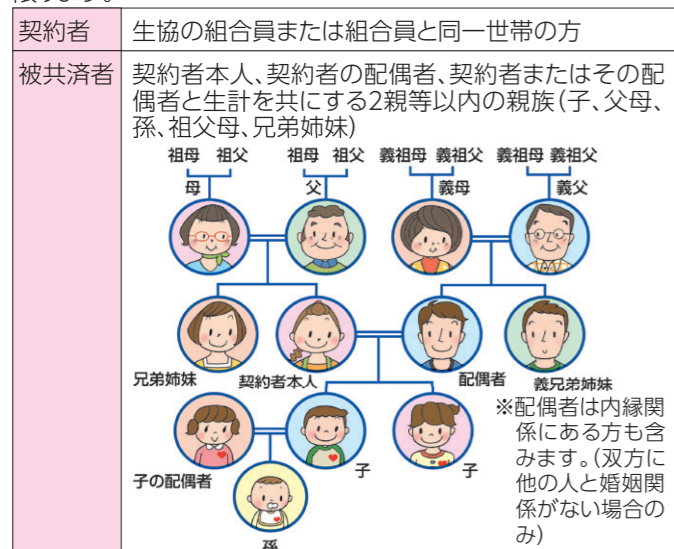 契約者
生協の組合員または組合員と同一世帯の方
被共済者
契約者本人、契約者の配偶者、契約者またはその配
偶者と生計を共にする2親等以内の親族(子、父母、
孫、祖父母、兄弟姉妹)
祖母 祖父 祖母 祖父 義祖母 義祖父 義祖母 義祖父
母 父 義母 義父
兄弟姉妹 契約者本人 配偶者 義兄弟姉妹
子の配偶者 子 子
孫
※配偶者は内縁関
係にある方も含
みます。(双方に
他の人と婚姻関
係がない場合の
み)